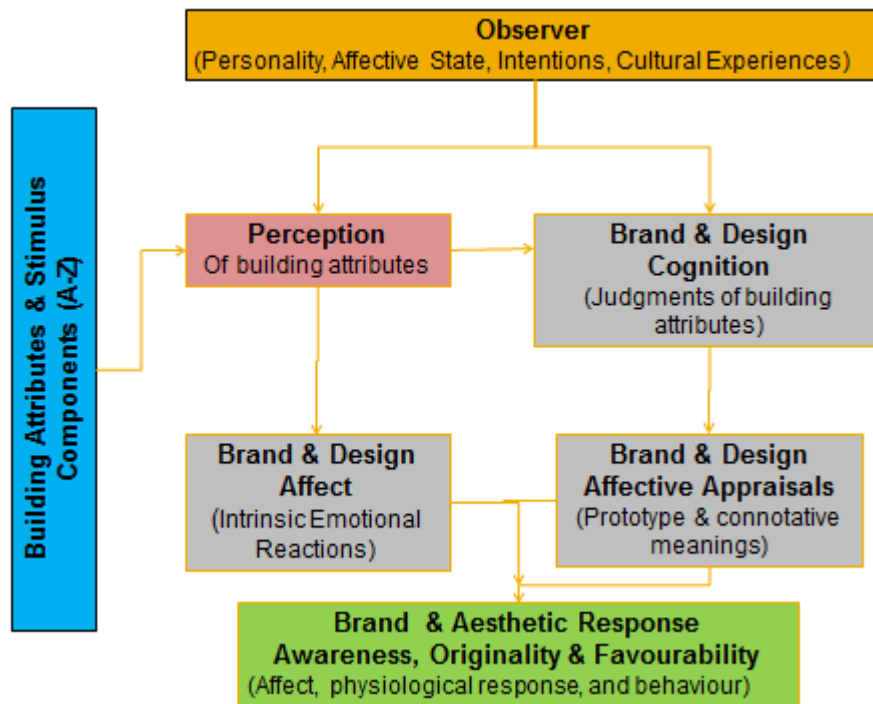 Observer
(Personality, Affective State, Intentions, Cultural Experiences)
Building Attributes & Stimulus
Components (A-Z)
Perception
Of building attributes
Brand & Design
Cognition
(Judgments of building
attributes)
Brand & Design
Affect
(Intrinsic Emotional
Reactions)
Brand & Design
Affective Appraisals
(Prototype & connotative
meanings)
Brand & Aesthetic Response
Awareness, Originality & Favourability
(Affect, physiological response, and behaviour)